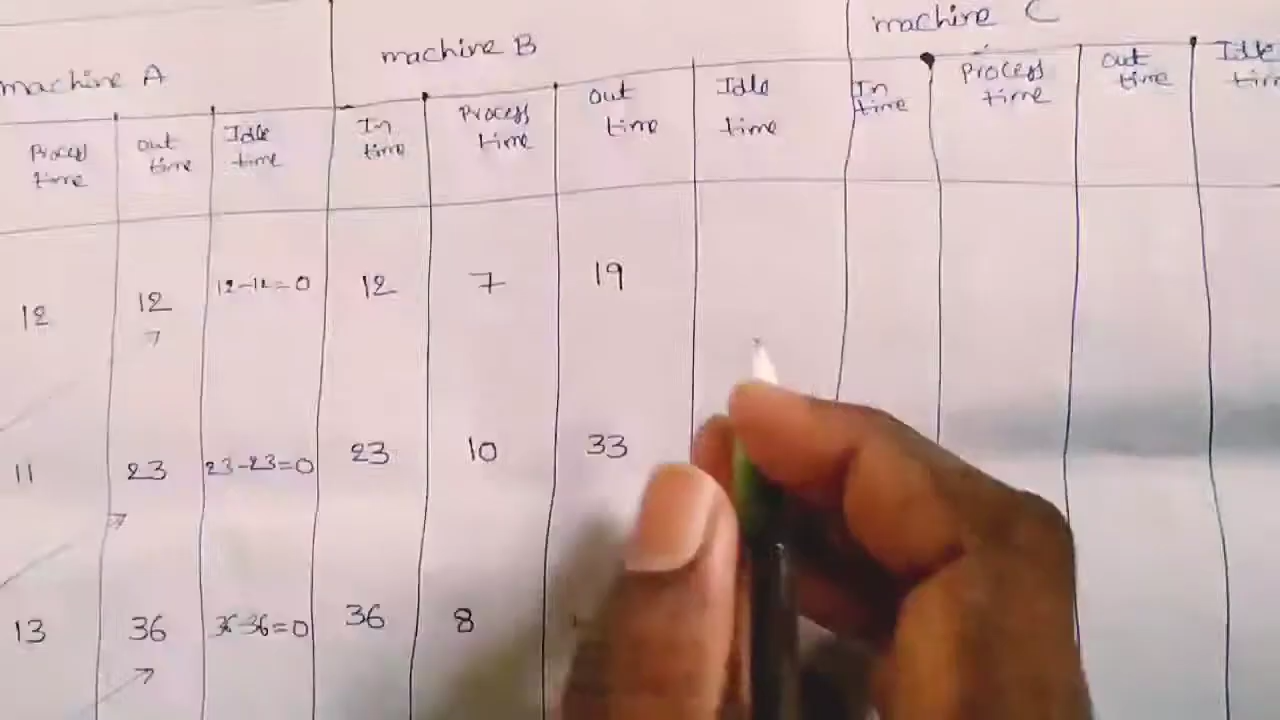 machine A
machine B
machine C
Process time
Out time
Idle time
In time
Process time
Out time
Idle time
In time
Process time
Out time
Idle
12
12
12-12=0
12
7
19
11
23
23-23=0
23
10
33
13
36
36-36=0
36
8